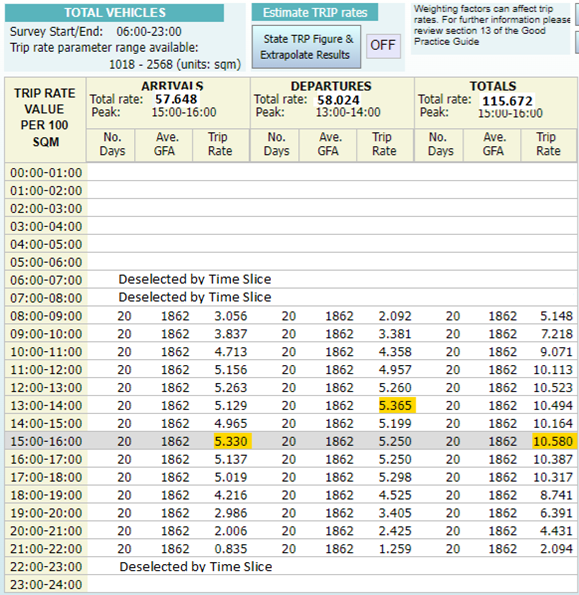 TOTAL VEHICLES
Survey Start/End: 06:00-23:00
Trip rate parameter range available:
1018 - 2568 (units: sqm)
Estimate TRIP rates
State TRP Figure &
Extrapolate Results
OFF
Weighting factors can affect trip
rates. For further information please
review section 13 of the Good
Practice Guide
TRIP RATE
VALUE
PER 100
SQM
ARRIVALS
Total rate: 57.648
Peak: 15:00-16:00
DEPARTURES
Total rate: 58.024
Peak: 13:00-14:00
TOTALS
Total rate: 115.672
Peak: 15:00-16:00
No. Days Ave. GFA Trip Rate No. Days Ave. GFA Trip Rate No. Days Ave. GFA Trip Rate
00:00-01:00
01:00-02:00
02:00-03:00
03:00-04:00
04:00-05:00
05:00-06:00
06:00-07:00 Deselected by Time Slice
07:00-08:00 Deselected by Time Slice
08:00-09:00 20 1862 3.056 20 1862 2.092 20 1862 5.148
09:00-10:00 20 1862 3.837 20 1862 3.381 20 1862 7.218
10:00-11:00 20 1862 4.713 20 1862 4.358 20 1862 9.071
11:00-12:00 20 1862 5.156 20 1862 4.957 20 1862 10.113
12:00-13:00 20 1862 5.263 20 1862 5.260 20 1862 10.523
13:00-14:00 20 1862 5.129 20 1862 5.365 20 1862 10.494
14:00-15:00 20 1862 4.965 20 1862 5.199 20 1862 10.164
15:00-16:00 20 1862 5.330 20 1862 5.250 20 1862 10.580
16:00-17:00 20 1862 5.137 20 1862 5.250 20 1862 10.387
17:00-18:00 20 1862 5.019 20 1862 5.298 20 1862 10.317
18:00-19:00 20 1862 4.216 20 1862 4.525 20 1862 8.741
19:00-20:00 20 1862 2.986 20 1862 3.405 20 1862 6.391
20:00-21:00 20 1862 2.006 20 1862 2.425 20 1862 4.431
21:00-22:00 20 1862 0.835 20 1862 1.259 20 1862 2.094
22:00-23:00 Deselected by Time Slice
23:00-24:00